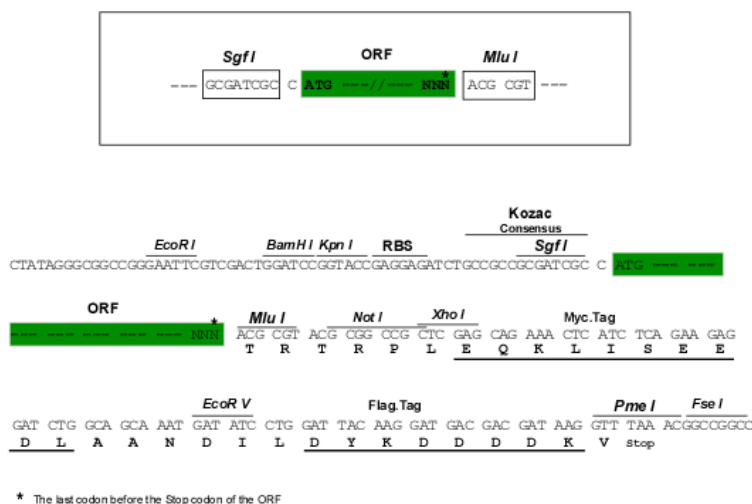 Sgf I ORF Mlu I
*
--- GCGATCGC C ATG ---//--- NNN ACG CGT ---
Kozac
Consensus
EcoR I BamH I Kpn I RBS Sgf I
CTATAGGGCGGCCGGGAATTCGTCGACTGGATCCGGTACCGAGGAGATCTGCCGCCGCGATCGC C ATG --- ---
ORF
* Mlu I Not I Xho I Myc.Tag
--- --- --- --- --- NNN ACG CGT ACG CGG CCG CTC GAG CAG AAA CTC ATC TCA GAA GAG
T R T R P L E Q K L I S E E
EcoR V Flag.Tag Pme I Fse I
GAT CTG GCA GCA AAT GAT ATC CTG GAT TAC AAG GAT GAC GAC GAT AAG GTT TAA ACGGCCGGCC
D L A A N D I L D Y K D D D D K V Stop
* The last codon before the Stop codon of the ORF